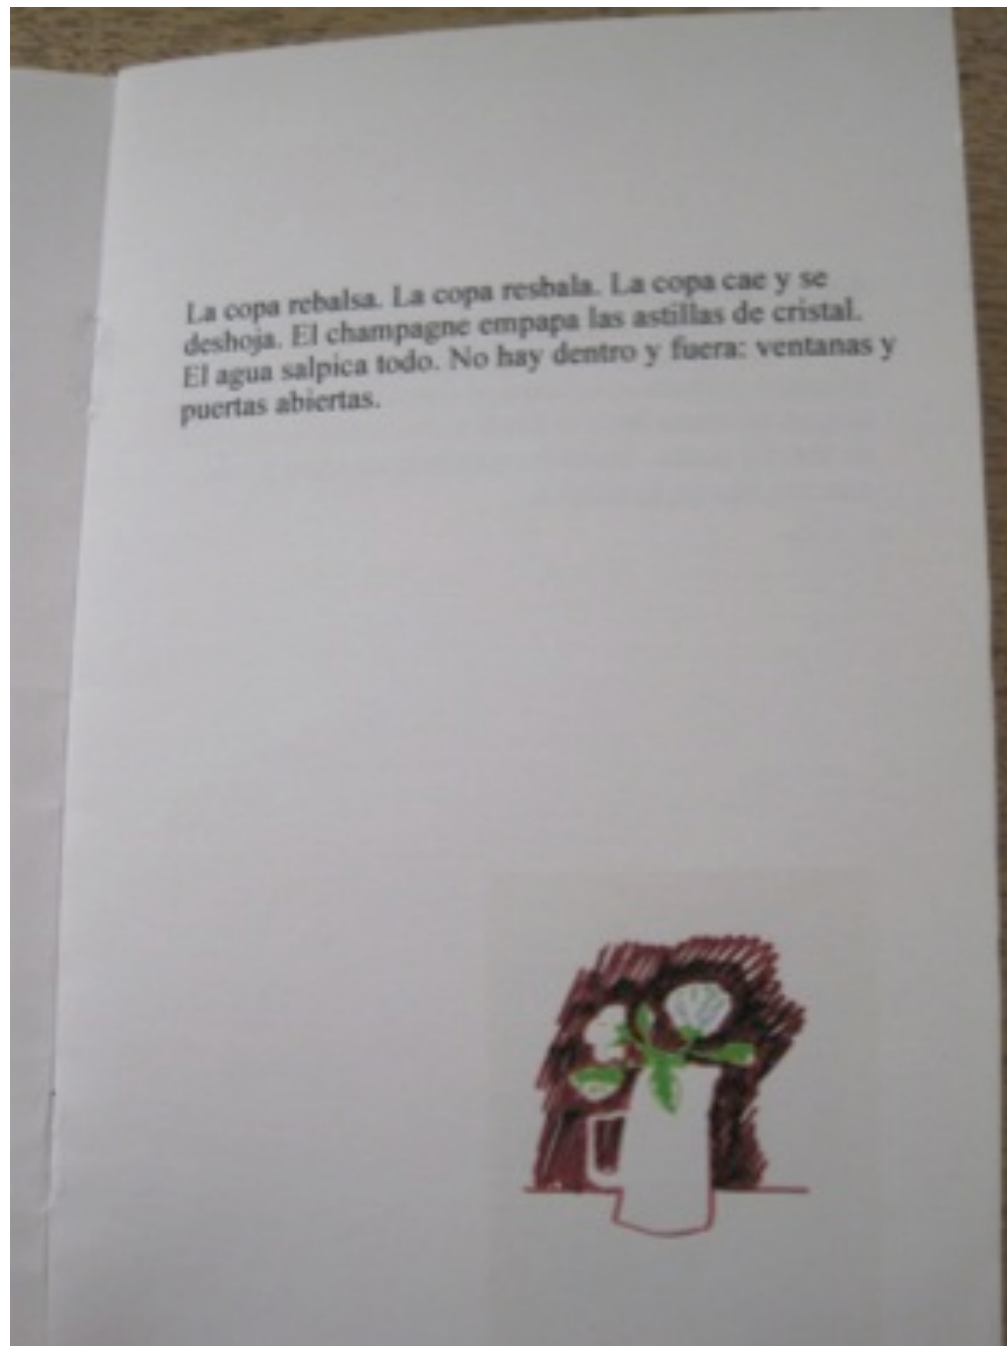 La copa rebalsa. La copa resbala. La copa cae y se
deshoja. El champagne empapa las astillas de cristal.
El agua salpica todo. No hay dentro y fuera: ventanas y
puertas abiertas.